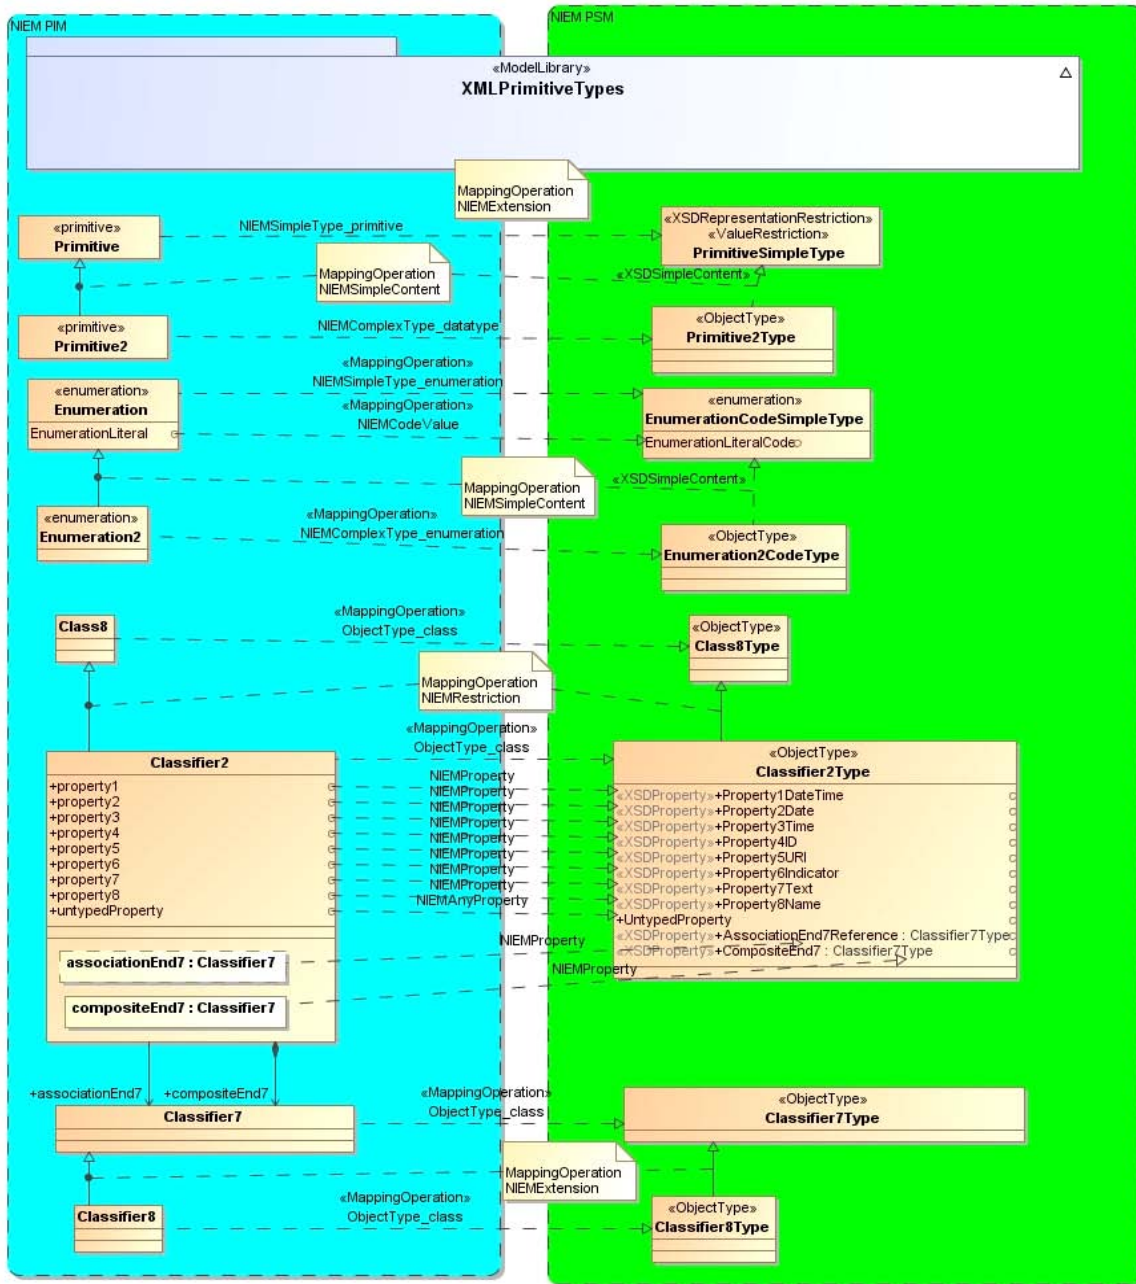 NIEM PIM
NIEM PSM
«ModelLibrary»
XMLPrimitiveTypes
MappingOperation
NIEMExtension
«primitive»
Primitive
NIEMSimpleType_primitive
«XSDRepresentationRestriction»
«ValueRestriction»
PrimitiveSimpleType
MappingOperation
NIEMSimpleContent
«XSDSimpleContent»
«primitive»
Primitive2
NIEMComplexType_datatype
«ObjectType»
Primitive2Type
«MappingOperation»
NIEMSimpleType_enumeration
«enumeration»
Enumeration
EnumerationLiteral
«MappingOperation»
NIEMCodeValue
«enumeration»
EnumerationCodeSimpleType
EnumerationLiteralCode
MappingOperation
NIEMSimpleContent
«XSDSimpleContent»
«enumeration»
Enumeration2
«MappingOperation»
NIEMComplexType_enumeration
«ObjectType»
Enumeration2CodeType
Class8
«MappingOperation»
ObjectType_class
«ObjectType»
Class8Type
MappingOperation
NIEMRestriction
«MappingOperation»
ObjectType_class
Classifier2
+property1
+property2
+property3
+property4
+property5
+property6
+property7
+property8
+untypedProperty
associationEnd7 : Classifier7
compositeEnd7 : Classifier7
NIEMProperty
NIEMProperty
NIEMProperty
NIEMProperty
NIEMProperty
NIEMProperty
NIEMProperty
NIEMProperty
NIEMAnyProperty
NIEMProperty
NIEMProperty
«ObjectType»
Classifier2Type
«XSDProperty»+Property1DateTime
«XSDProperty»+Property2Date
«XSDProperty»+Property3Time
«XSDProperty»+Property4ID
«XSDProperty»+Property5URI
«XSDProperty»+Property6Indicator
«XSDProperty»+Property7Text
«XSDProperty»+Property8Name
+UntypedProperty
«XSDProperty»+AssociationEnd7Reference : Classifier7Type
«XSDProperty»+CompositeEnd7 : Classifier7Type
+associationEnd7
+compositeEnd7
Classifier7
«MappingOperation»
ObjectType_class
«ObjectType»
Classifier7Type
MappingOperation
NIEMExtension
Classifier8
«MappingOperation»
ObjectType_class
«ObjectType»
Classifier8Type